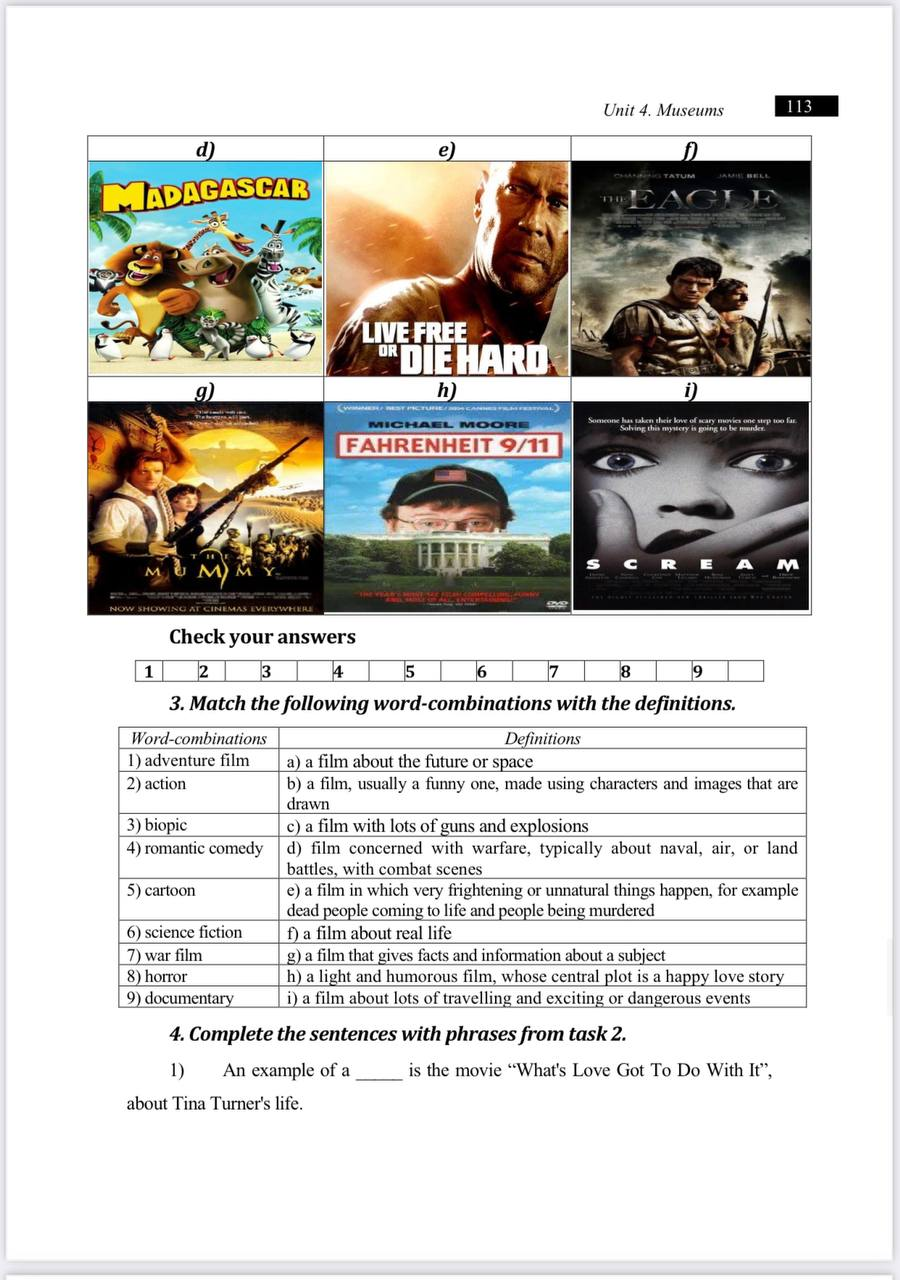 Unit 4. Museums 113
d) e) f)
MADAGASCAR
LIVE FREE
OR DIE HARD
CHANNING TATUM JAMIE BELL
THE EAGLE
g) h) i)
THE
MUMMY
NOW SHOWING AT CINEMAS EVERYWHERE
WINNER/ BEST PICTURE/ 2004 CANNES FILM FESTIVAL
MICHAEL MOORE
FAHRENHEIT 9/11
DVD
Someone has taken their love of scary movies one step too far.
Solving this mystery is going to be murder.
SCREAM
Check your answers
1 2 3 4 5 6 7 8 9
3. Match the following word-combinations with the definitions.
Word-combinations Definitions
1) adventure film a) a film about the future or space
2) action b) a film, usually a funny one, made using characters and images that are
drawn
3) biopic c) a film with lots of guns and explosions
4) romantic comedy d) film concerned with warfare, typically about naval, air, or land
battles, with combat scenes
5) cartoon e) a film in which very frightening or unnatural things happen, for example
dead people coming to life and people being murdered
6) science fiction f) a film about real life
7) war film g) a film that gives facts and information about a subject
8) horror h) a light and humorous film, whose central plot is a happy love story
9) documentary i) a film about lots of travelling and exciting or dangerous events
4. Complete the sentences with phrases from task 2.
1) An example of a _____ is the movie “What's Love Got To Do With It”,
about Tina Turner's life.